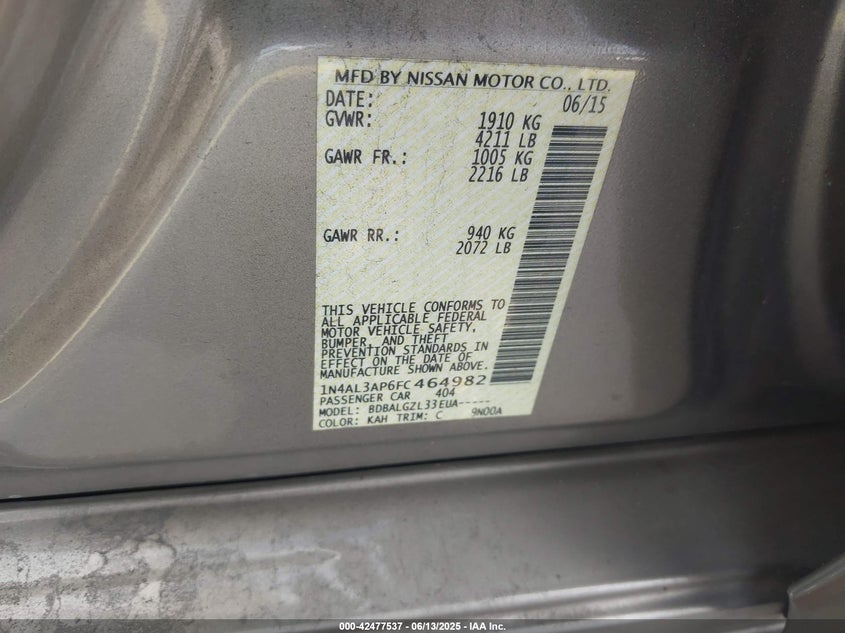 MFD BY NISSAN MOTOR CO., LTD.
DATE: 06/15
GVWR: 1910 KG
4211 LB
GAWR FR.: 1005 KG
2216 LB
GAWR RR.: 940 KG
2072 LB
THIS VEHICLE CONFORMS TO
ALL APPLICABLE FEDERAL
MOTOR VEHICLE SAFETY,
BUMPER, AND THEFT
PREVENTION STANDARDS IN
EFFECT ON THE DATE OF
MANUFACTURE SHOWN ABOVE.
1N4AL3AP6FC464982
PASSENGER CAR 404
MODEL: BDBALGZL33EUA-----
COLOR: KAH TRIM: C 9N00A
000-42477537 - 06/13/2025 - IAA Inc.